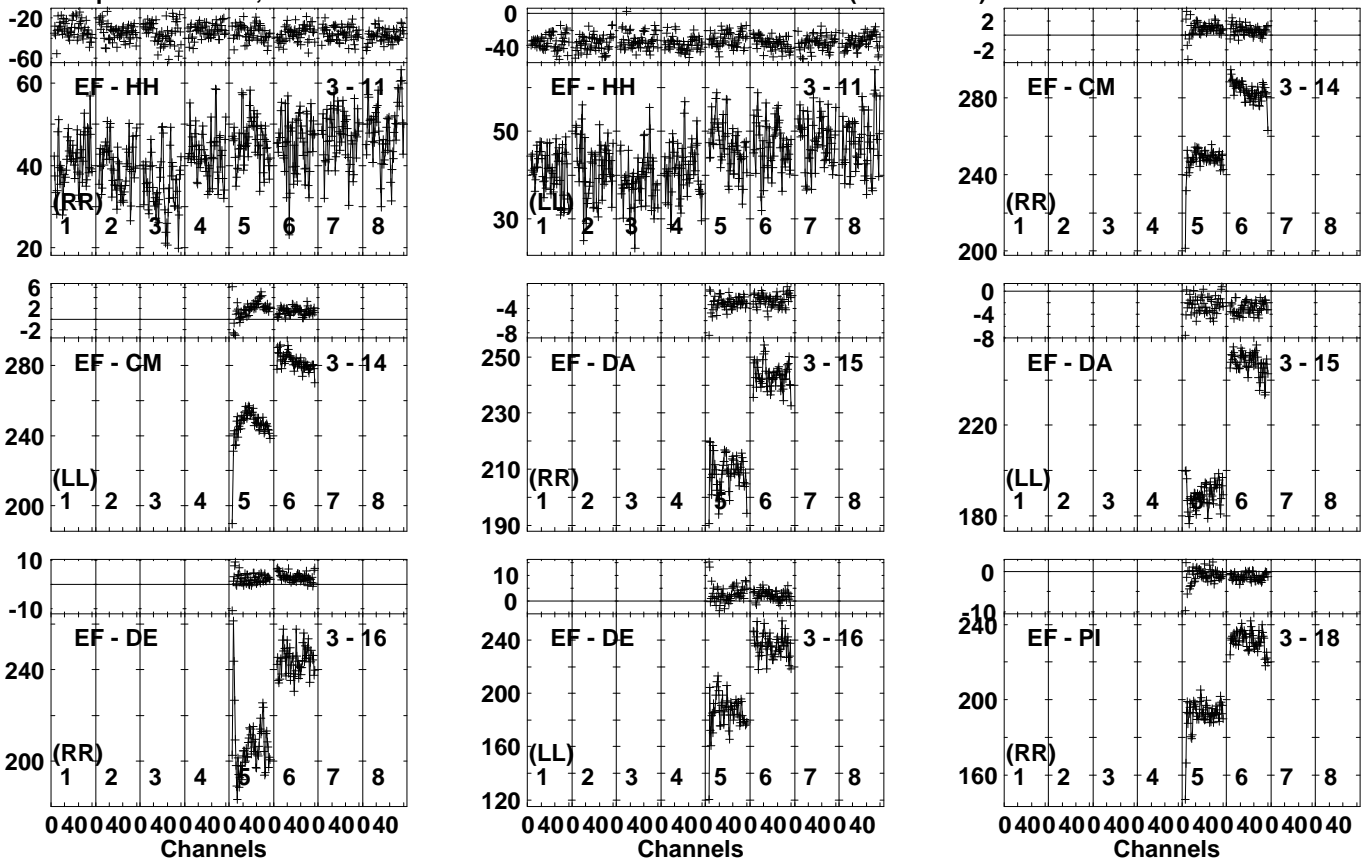 -20
-60
60
40
20
EF - HH 3 - 11
(RR)
1 2 3 4 5 6 7 8
0
-40
50
30
EF - HH 3 - 11
(LL)
1 2 3 4 5 6 7 8
2
-2
280
240
200
EF - CM 3 - 14
(RR)
1 2 3 4 5 6 7 8
6
2
-2
280
240
200
EF - CM 3 - 14
(LL)
1 2 3 4 5 6 7 8
-4
-8
250
230
210
190
EF - DA 3 - 15
(RR)
1 2 3 4 5 6 7 8
0
-4
-8
220
180
EF - DA 3 - 15
(LL)
1 2 3 4 5 6 7 8
10
-10
240
200
EF - DE 3 - 16
(RR)
1 2 3 4 5 6 7 8
0 40 0 40 0 40 0 40 0 40 0 40 0 40 0 40
Channels
10
0
240
200
160
120
EF - DE 3 - 16
(LL)
1 2 3 4 5 6 7 8
0 40 0 40 0 40 0 40 0 40 0 40 0 40 0 40
Channels
0
-10
240
200
160
EF - PI 3 - 18
(RR)
1 2 3 4 5 6 7 8
0 40 0 40 0 40 0 40 0 40 0 40 0 40 0 40
Channels